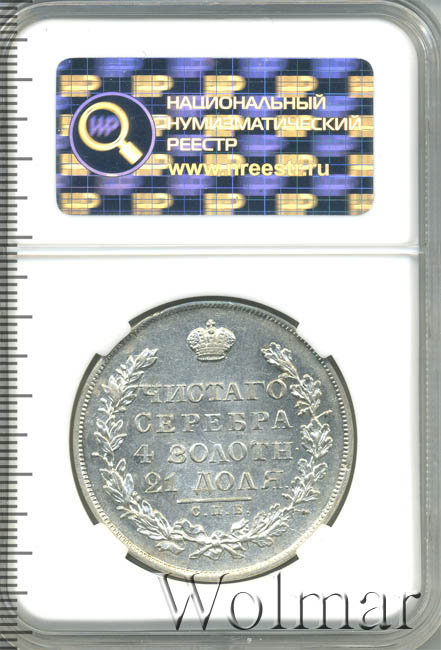 НАЦИОНАЛЬНЫЙ
НУМИЗМАТИЧЕСКИЙ
РЕЕСТР
www.nreestr.ru
ЧИСТАГО
СЕРЕБРА
4 ЗОЛОТН
21 ДОЛЯ
С.П.Б.
Wolmar